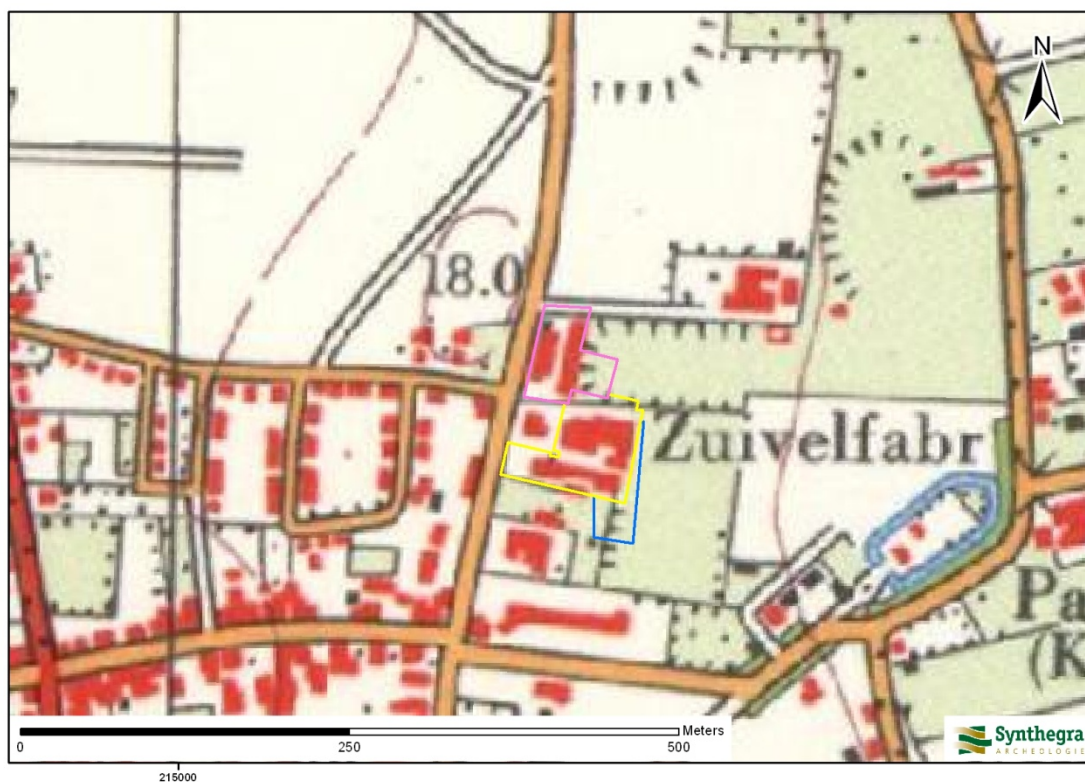 N
18.0
Zuivelfabr
Pa
(K
Meters
0
250
500
215000
Synthegra
ARCHEOLOGIE